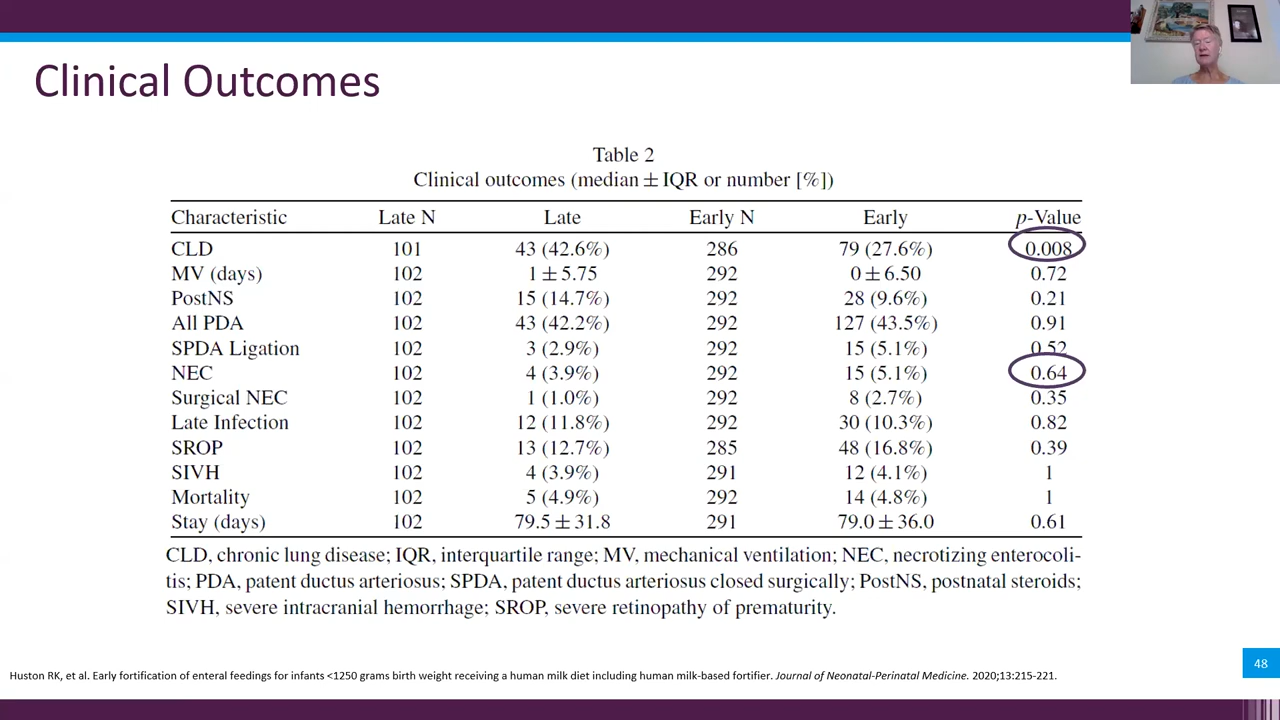 Clinical Outcomes
Table 2
Clinical outcomes (median ± IQR or number [%])
Characteristic Late N Late Early N Early p-Value
CLD 101 43 (42.6%) 286 79 (27.6%) 0.008
MV (days) 102 1 ± 5.75 292 0 ± 6.50 0.72
PostNS 102 15 (14.7%) 292 28 (9.6%) 0.21
All PDA 102 43 (42.2%) 292 127 (43.5%) 0.91
SPDA Ligation 102 3 (2.9%) 292 15 (5.1%) 0.52
NEC 102 4 (3.9%) 292 15 (5.1%) 0.64
Surgical NEC 102 1 (1.0%) 292 8 (2.7%) 0.35
Late Infection 102 12 (11.8%) 292 30 (10.3%) 0.82
SROP 102 13 (12.7%) 285 48 (16.8%) 0.39
SIVH 102 4 (3.9%) 291 12 (4.1%) 1
Mortality 102 5 (4.9%) 292 14 (4.8%) 1
Stay (days) 102 79.5 ± 31.8 291 79.0 ± 36.0 0.61
CLD, chronic lung disease; IQR, interquartile range; MV, mechanical ventilation; NEC, necrotizing enterocoli-
tis; PDA, patent ductus arteriosus; SPDA, patent ductus arteriosus closed surgically; PostNS, postnatal steroids;
SIVH, severe intracranial hemorrhage; SROP, severe retinopathy of prematurity.
48
Huston RK, et al. Early fortification of enteral feedings for infants <1250 grams birth weight receiving a human milk diet including human milk-based fortifier. Journal of Neonatal-Perinatal Medicine. 2020;13:215-221.